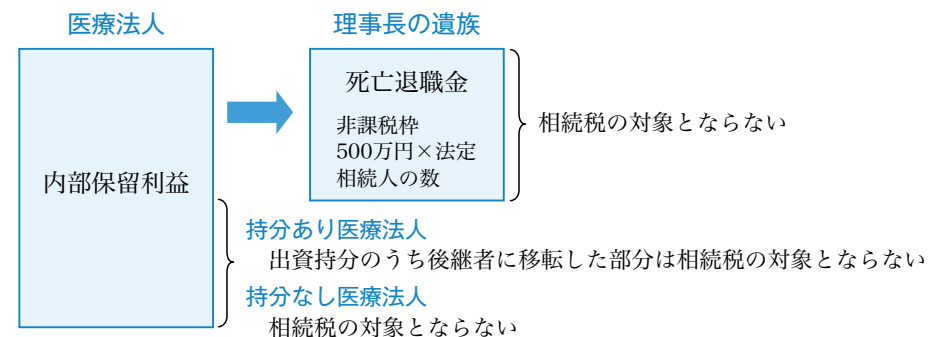 医療法人
理事長の遺族
死亡退職金
非課税枠
500万円×法定
相続人の数
相続税の対象とならない
内部保留利益
持分あり医療法人
出資持分のうち後継者に移転した部分は相続税の対象とならない
持分なし医療法人
相続税の対象とならない